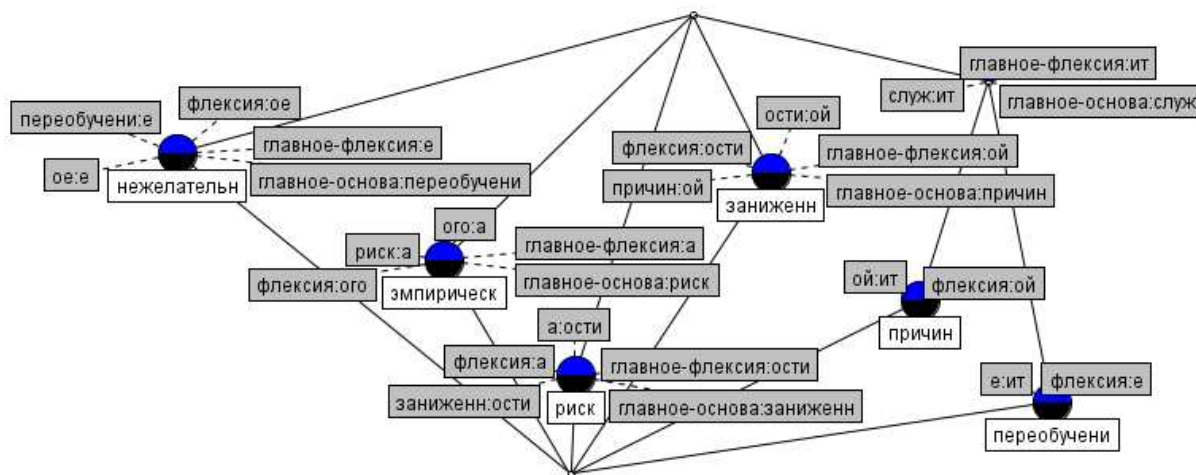 главное-флексия:ит
служ:ит
главное-основа:служ
флексия:ое
переобучени:е
главное-флексия:е
ое:е
главное-основа:переобучени
нежелательн
ости:ой
флексия:ости
главное-флексия:ой
причин:ой
главное-основа:причин
заниженн
ого:а
риск:а
главное-флексия:а
флексия:ого
главное-основа:риск
эмпирическ
ой:ит
флексия:ой
причин
а:ости
флексия:а
главное-флексия:ости
заниженн:ости
главное-основа:заниженн
риск
е:ит
флексия:е
переобучени